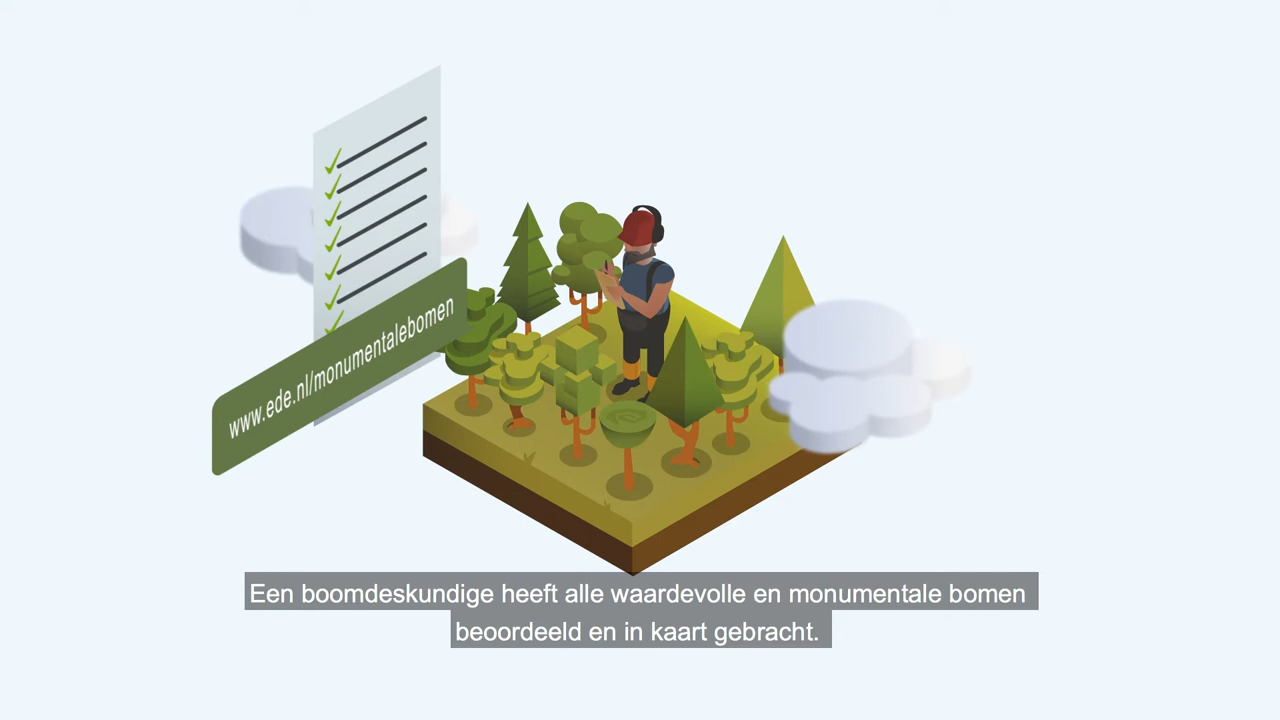 www.ede.nl/monumentalebomen
Een boomdeskundige heeft alle waardevolle en monumentale bomen
beoordeeld en in kaart gebracht.